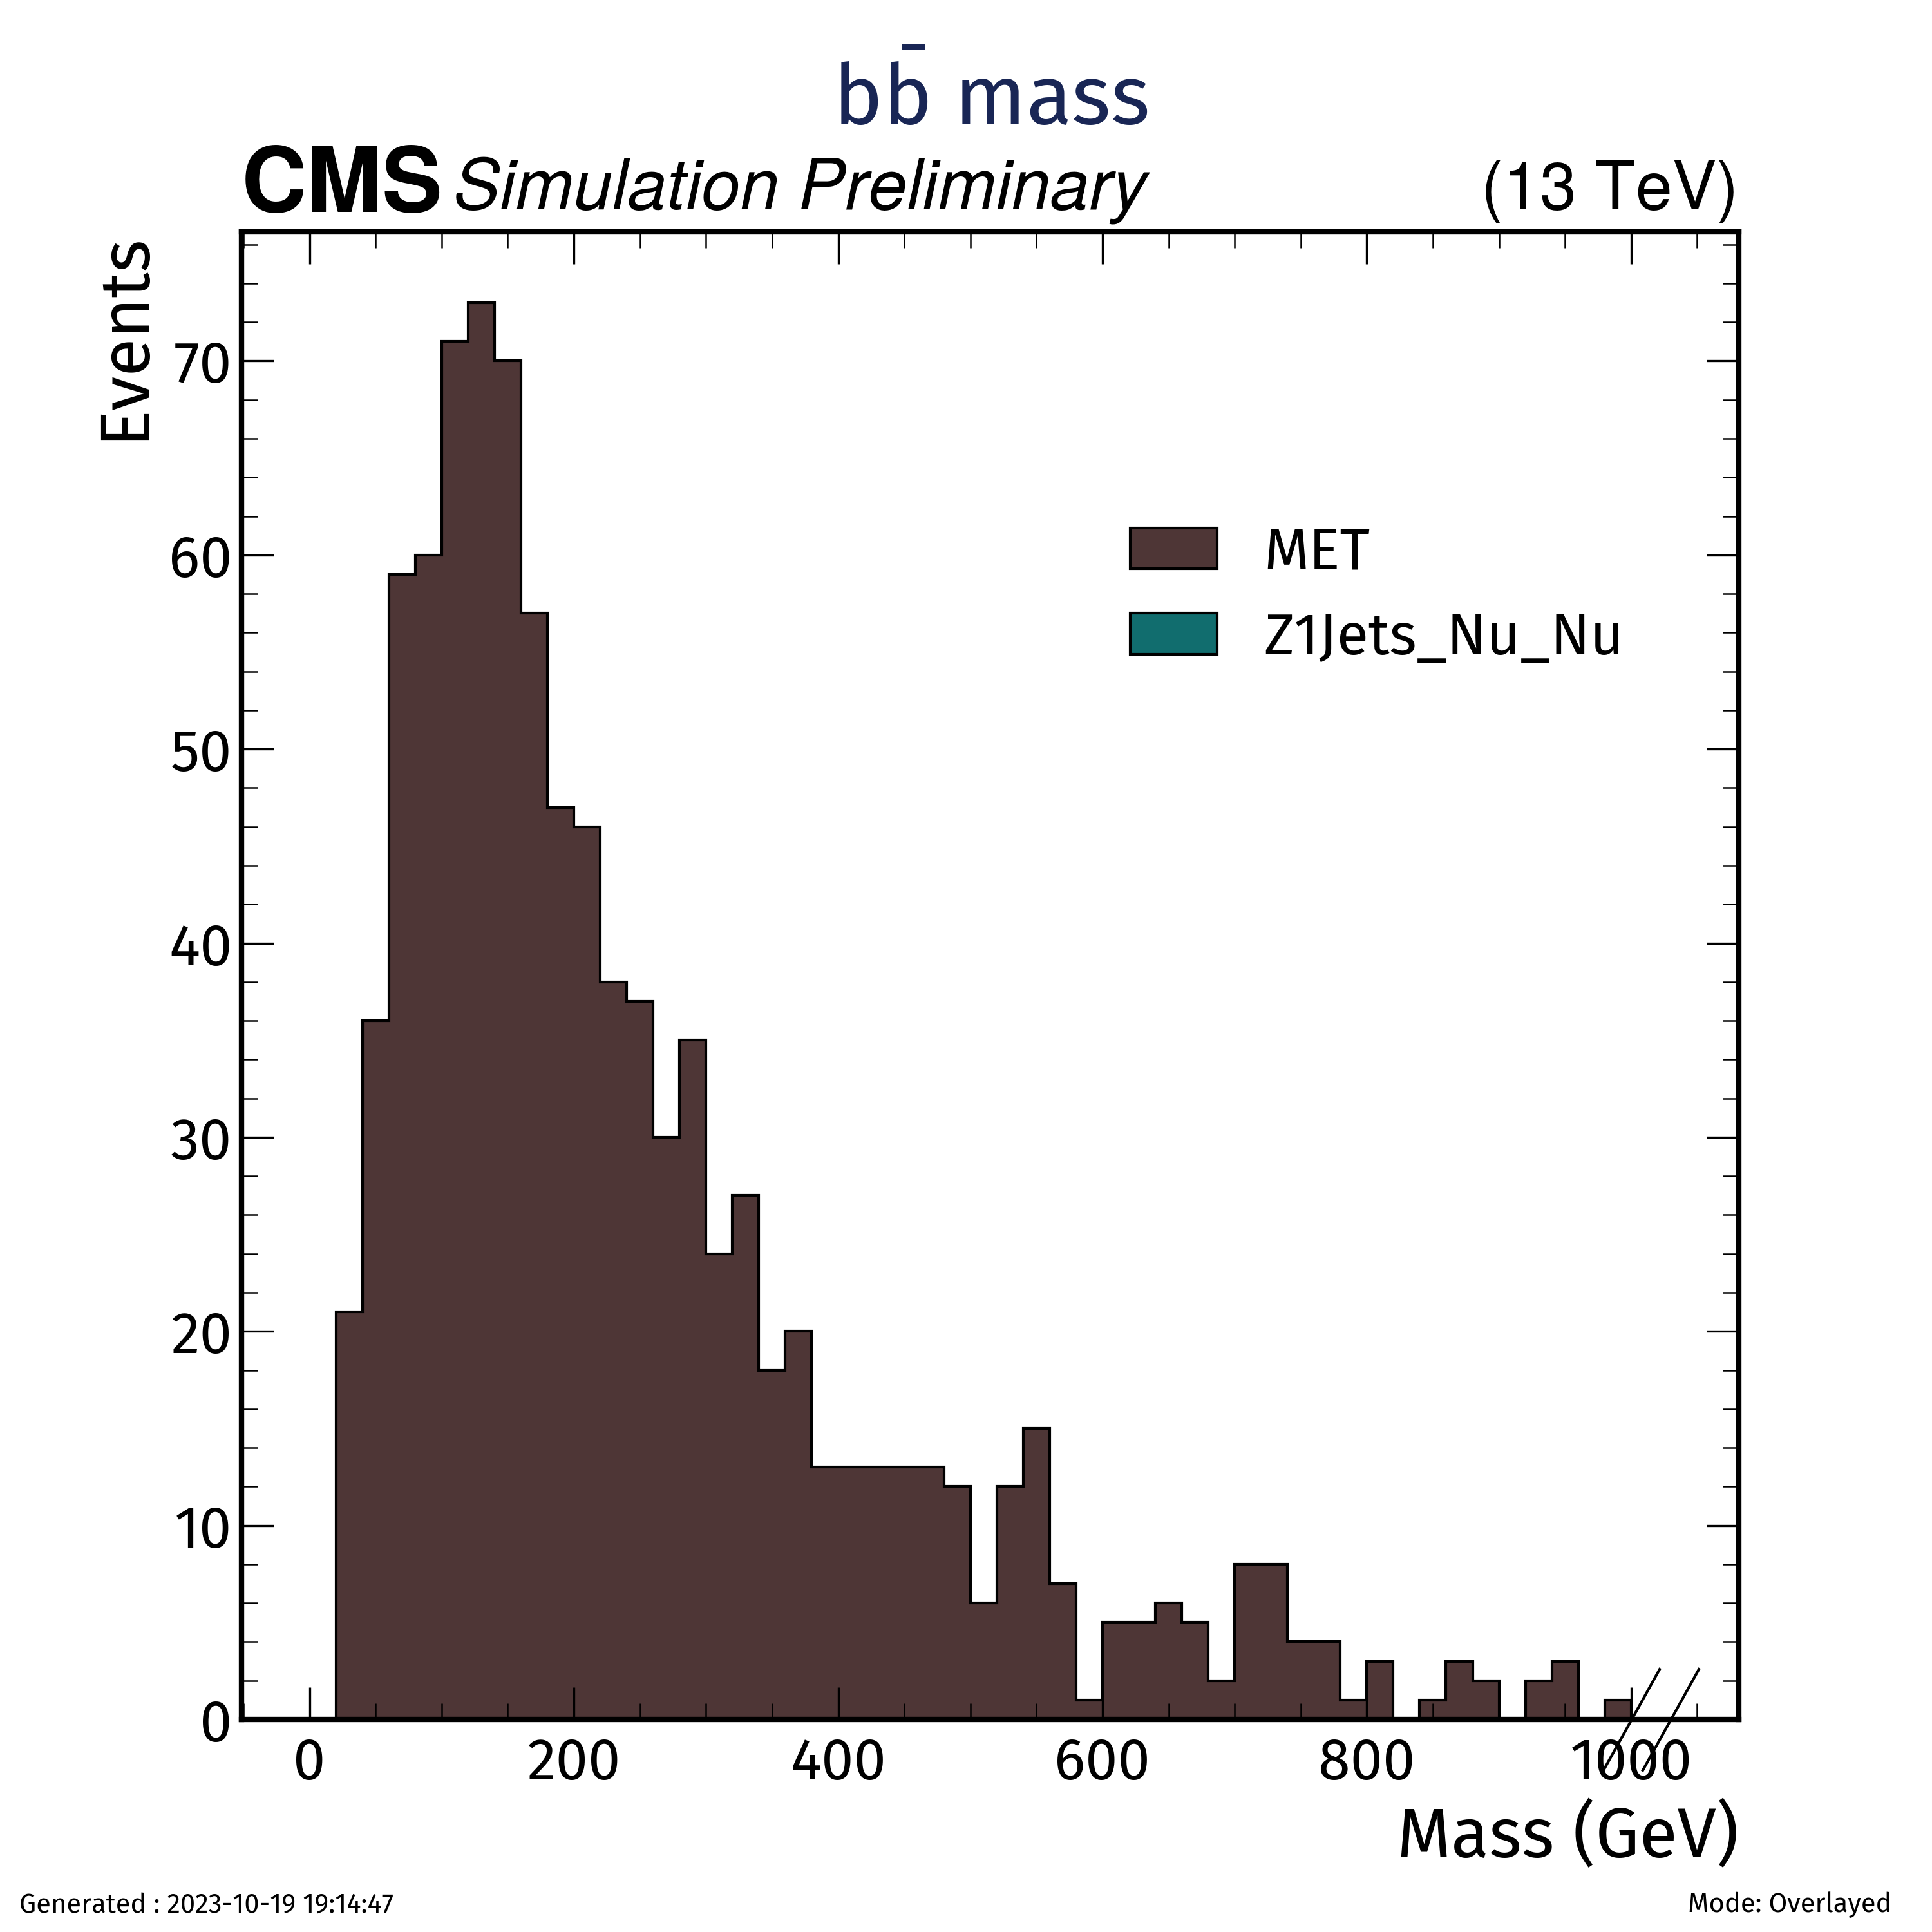 bb̄ mass
CMS Simulation Preliminary (13 TeV)
Events
70
60
50
40
30
20
10
0
MET
Z1Jets_Nu_Nu
0 200 400 600 800 1000
Mass (GeV)
Generated : 2023-10-19 19:14:47
Mode: Overlayed